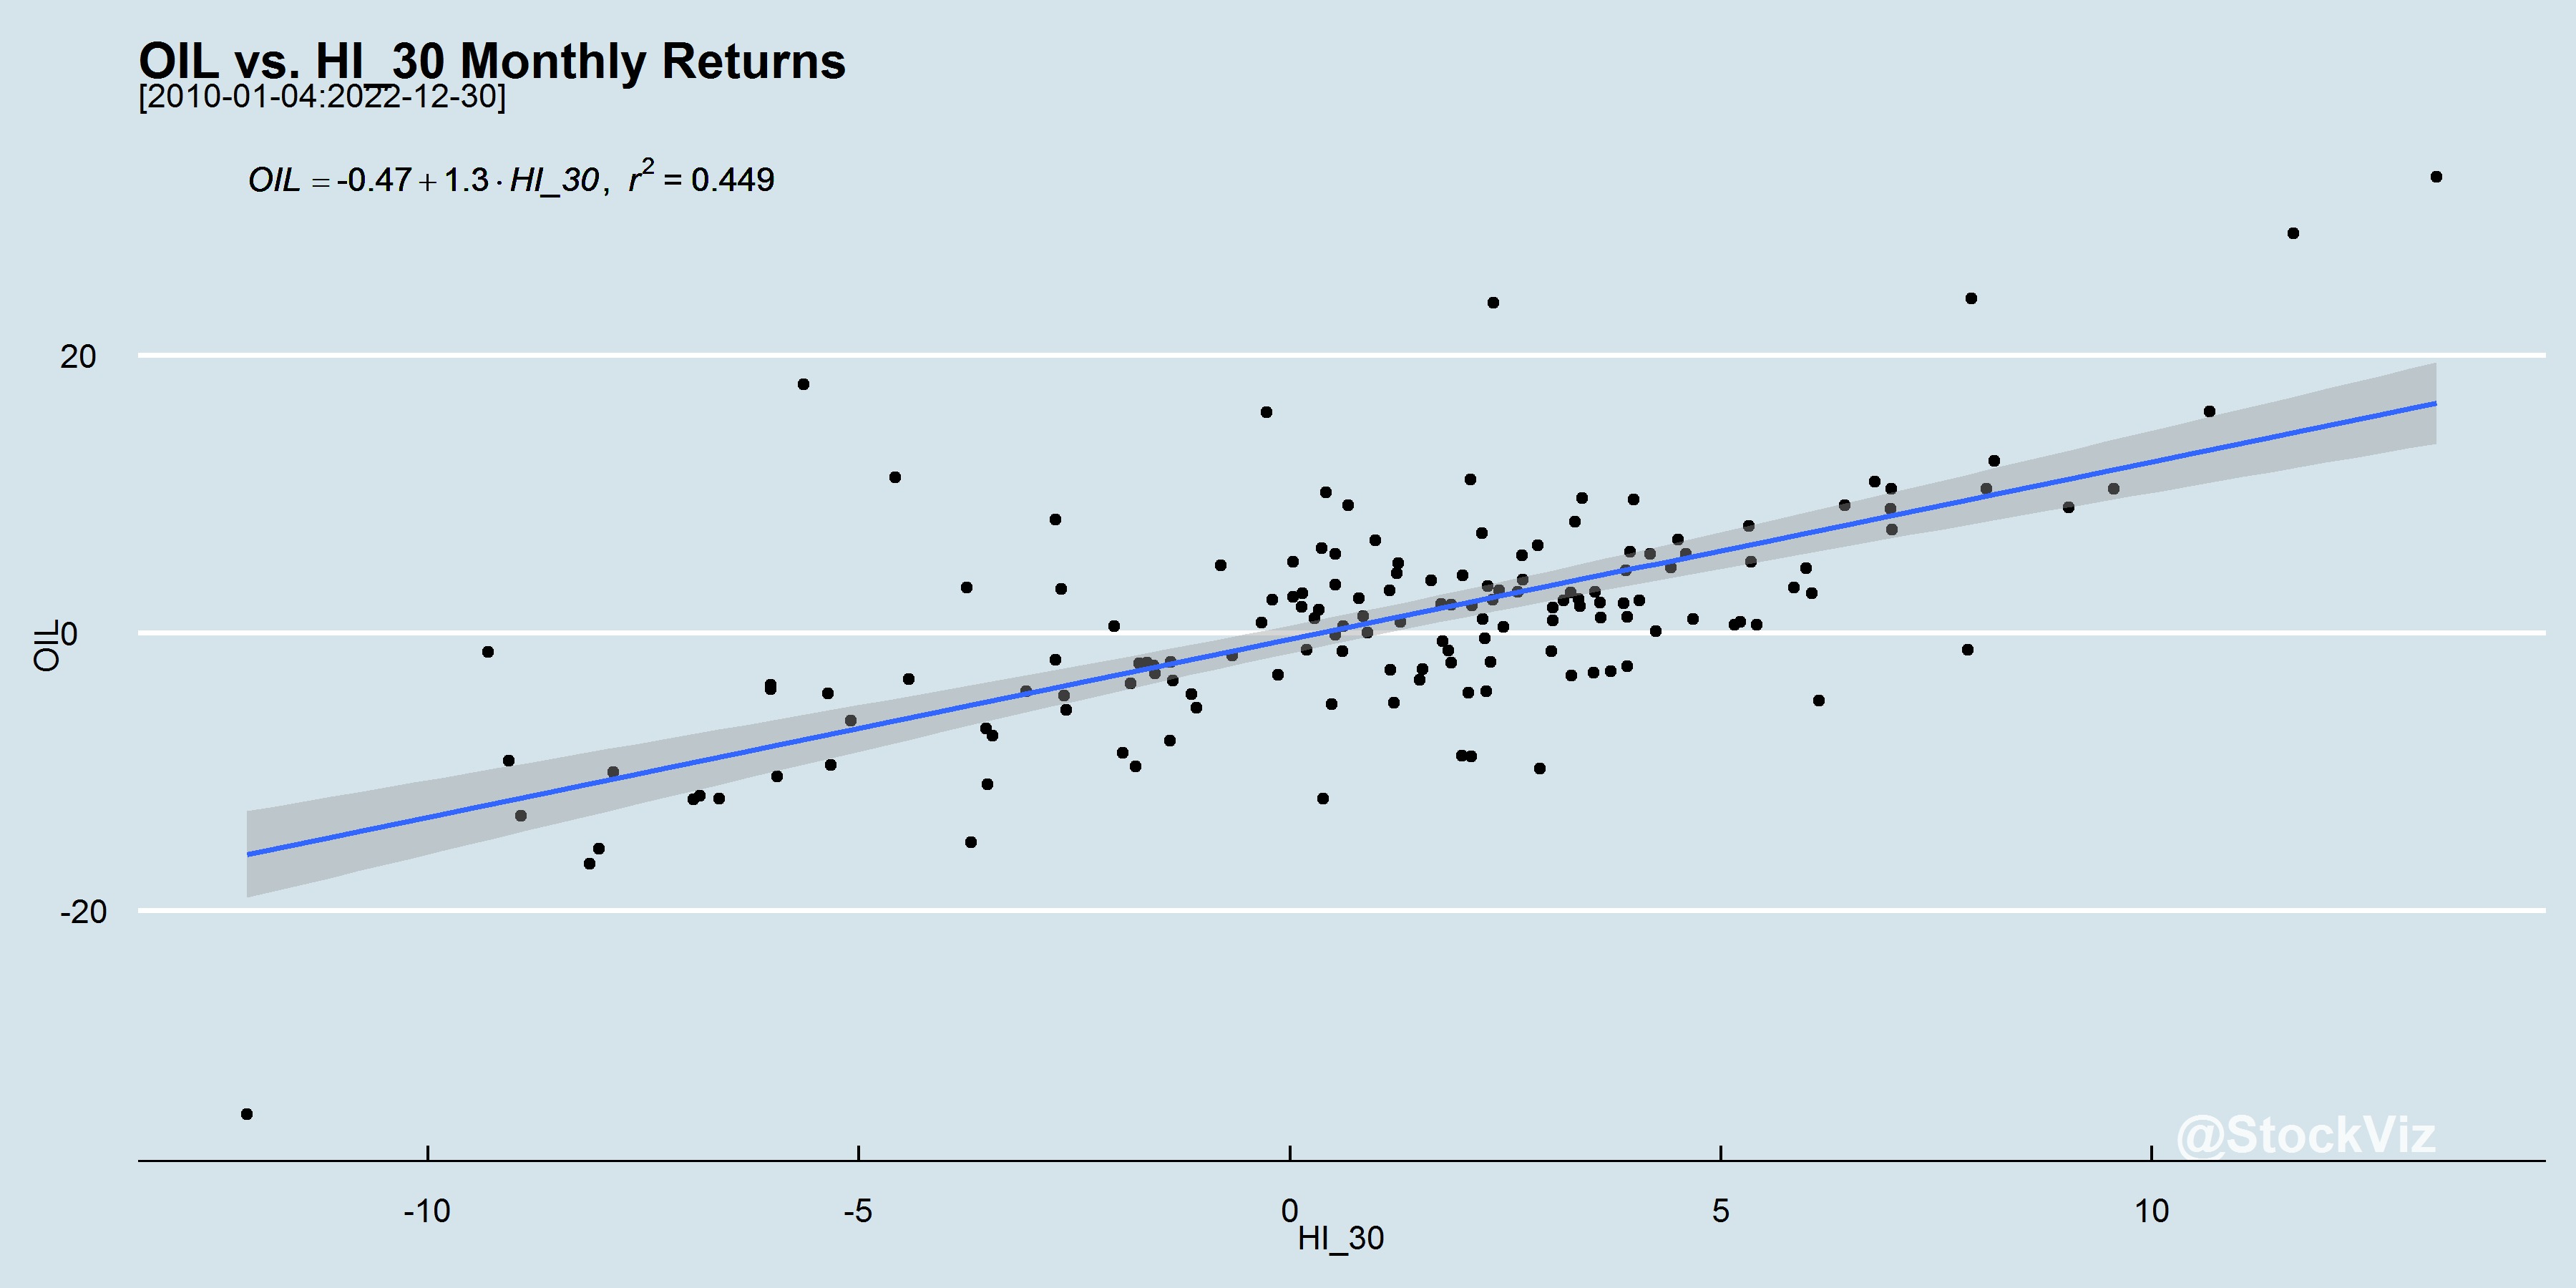 OIL vs. HI_30 Monthly Returns
[2010-01-04:2022-12-30]
OIL = -0.47 + 1.3 · HI_30, r² = 0.449
20
0
-20
OIL
@StockViz
-10 -5 0 5 10
HI_30